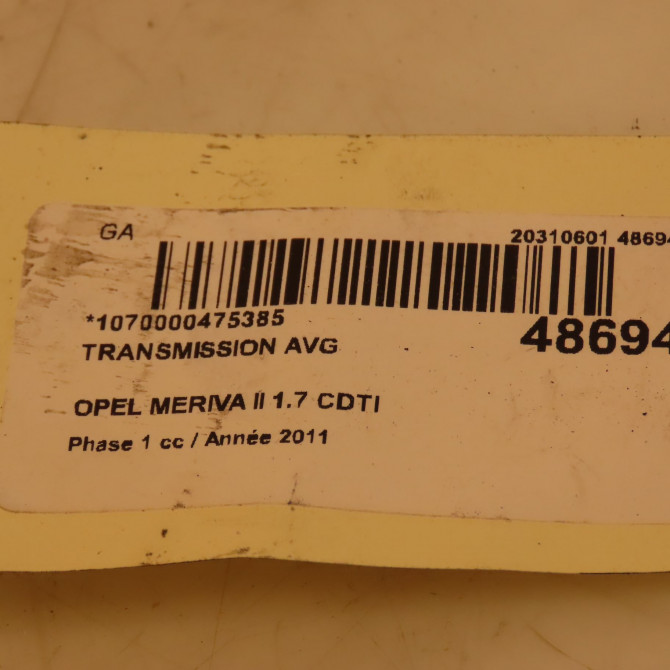 GA
20310601 48694
*1070000475385
48694
TRANSMISSION AVG
OPEL MERIVA II 1.7 CDTI
Phase 1 cc / Année 2011